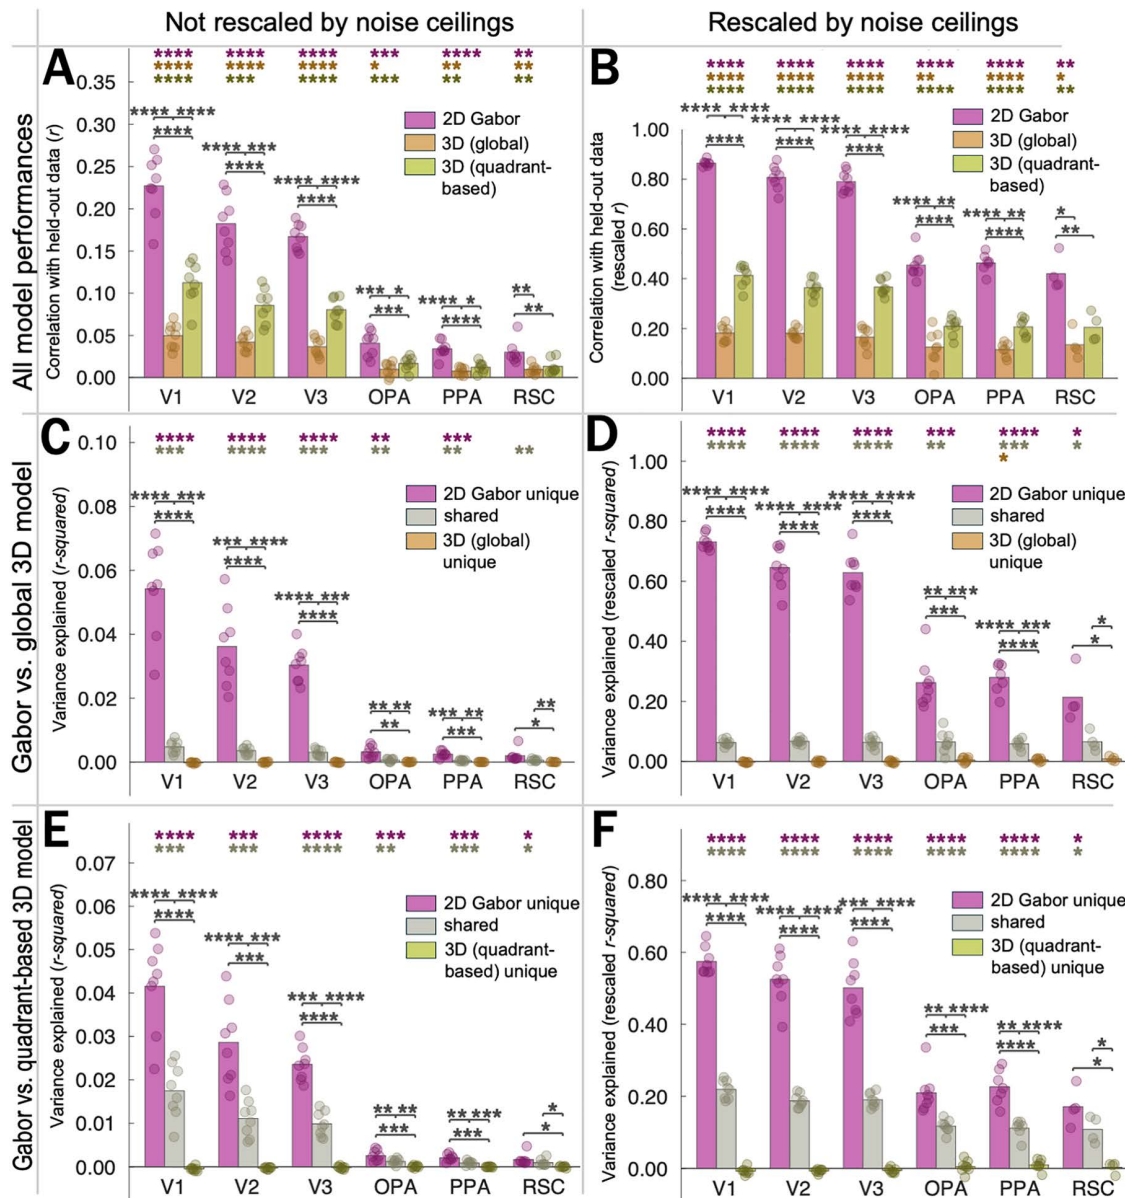 Not rescaled by noise ceilings
Rescaled by noise ceilings
All model performances
A
**** **** **** *** **** **
**** **** **** * ** **
**** *** **** *** ** **
Correlation with held-out data (r)
0.35
0.30
0.25
0.20
0.15
0.10
0.05
0.00
2D Gabor
3D (global)
3D (quadrant-
based)
**** ****
****
**** ***
****
**** ****
****
*** *
***
**** *
****
**
**
V1 V2 V3 OPA PPA RSC
B
**** **** **** **** **** **
**** **** **** ** **** *
**** **** **** **** **** **
Correlation with held-out data
(rescaled r)
1.00
0.80
0.60
0.40
0.20
0.00
2D Gabor
3D (global)
3D (quadrant-
based)
**** ****
****
**** ****
****
**** ****
****
**** **
****
**** **
****
*
**
V1 V2 V3 OPA PPA RSC
Gabor vs. global 3D model
C
**** **** **** ** ***
*** **** *** ** ** **
Variance explained (r-squared)
0.10
0.08
0.06
0.04
0.02
0.00
2D Gabor unique
shared
3D (global)
unique
**** ***
****
*** ****
****
**** ***
****
** **
**
*** **
***
**
*
V1 V2 V3 OPA PPA RSC
D
**** **** **** *** **** *
**** **** **** ** *** *
*
Variance explained (rescaled r-squared)
1.00
0.80
0.60
0.40
0.20
0.00
2D Gabor unique
shared
3D (global)
unique
**** ****
****
**** ****
****
**** ****
****
** ***
***
**** ***
****
*
*
V1 V2 V3 OPA PPA RSC
Gabor vs. quadrant-based 3D model
E
**** *** **** *** *** *
*** *** **** ** *** *
Variance explained (r-squared)
0.07
0.06
0.05
0.04
0.03
0.02
0.01
0.00
2D Gabor unique
shared
3D (quadrant-
based) unique
**** ****
****
**** ***
***
*** ****
****
** **
***
** ***
***
*
*
V1 V2 V3 OPA PPA RSC
F
**** **** **** **** **** *
**** **** **** **** **** *
Variance explained (rescaled r-squared)
0.80
0.60
0.40
0.20
0.00
2D Gabor unique
shared
3D (quadrant-
based) unique
**** ****
****
**** ****
****
*** ****
****
** ****
***
** ****
****
*
*
V1 V2 V3 OPA PPA RSC